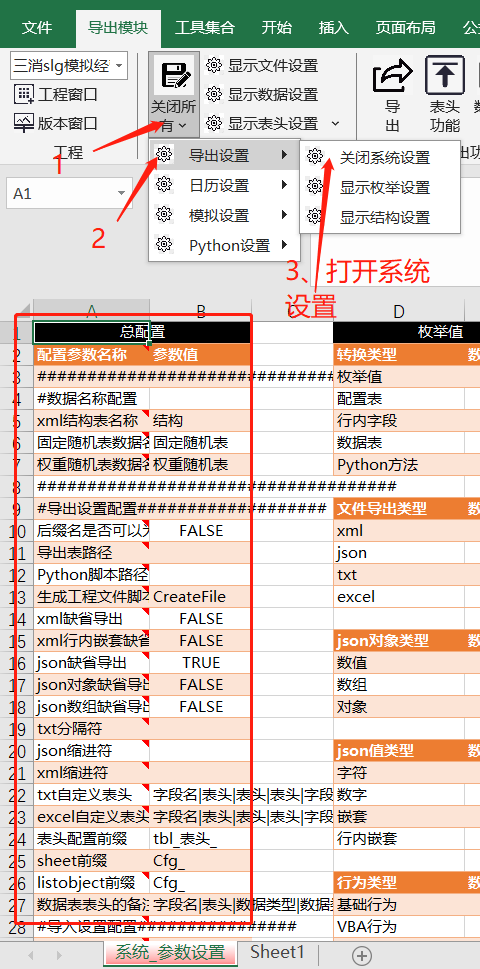 文件 导出模块 工具集合 开始 插入 页面布局
三消slg模拟经
工程窗口
版本窗口
工程
关闭所
有
显示文件设置
显示数据设置
显示表头设置
导
出
表头
功能
导出设置
日历设置
模拟设置
Python设置
关闭系统设置
显示枚举设置
显示结构设置
1
2
3、打开系统
设置
A1
A B C D
1 总配置 枚举值
2 配置参数名称 参数值 转换类型
3 ############################## 枚举值
4 #数据名称配置 配置表
5 xml结构表名称 结构 行内字段
6 固定随机表数据名 固定随机表 数据表
7 权重随机表数据名 权重随机表 Python方法
8 ####################################
9 #导出设置配置################### 文件导出类型
10 后缀名是否可以为 FALSE xml
11 导出表路径 json
12 Python脚本路径 txt
13 生成工程文件脚本 CreateFile excel
14 xml缺省导出 FALSE
15 xml行内嵌套缺省 FALSE json对象类型
16 json缺省导出 TRUE 数值
17 json对象缺省导出 FALSE 数组
18 json数组缺省导出 FALSE 对象
19 txt分隔符
20 json缩进符 json值类型
21 xml缩进符 字符
22 txt自定义表头 字段名|表头|表头|表头|字段 数字
23 excel自定义表头 字段名|表头|表头|表头|字段 嵌套
24 表头配置前缀 tbl_表头_ 行内嵌套
25 sheet前缀 Cfg_
26 listobject前缀 Cfg_ 行为类型
27 数据表表头的备注 字段名|表头|数据类型|数据 基础行为
28 #导入设置配置################ VBA行为
系统_参数设置 Sheet1